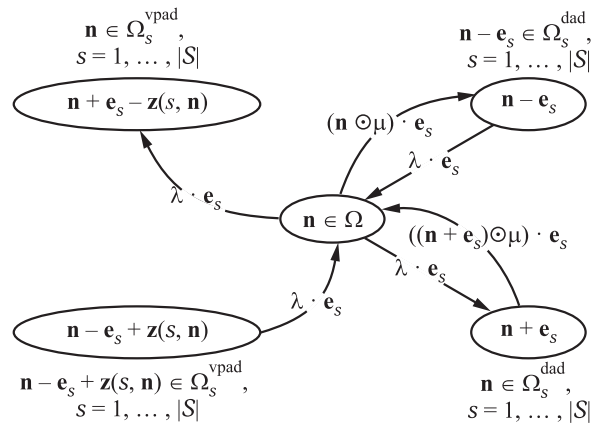 n ∈ Ω_s^vpad,
s = 1, … , |S|
n + e_s – z(s, n)
n – e_s ∈ Ω_s^dad,
s = 1, … , |S|
n – e_s
(n ⊙μ) · e_s
λ · e_s
λ · e_s
n ∈ Ω
((n + e_s)⊙μ) · e_s
λ · e_s
λ · e_s
n – e_s + z(s, n)
n – e_s + z(s, n) ∈ Ω_s^vpad,
s = 1, … , |S|
n + e_s
n ∈ Ω_s^dad,
s = 1, … , |S|